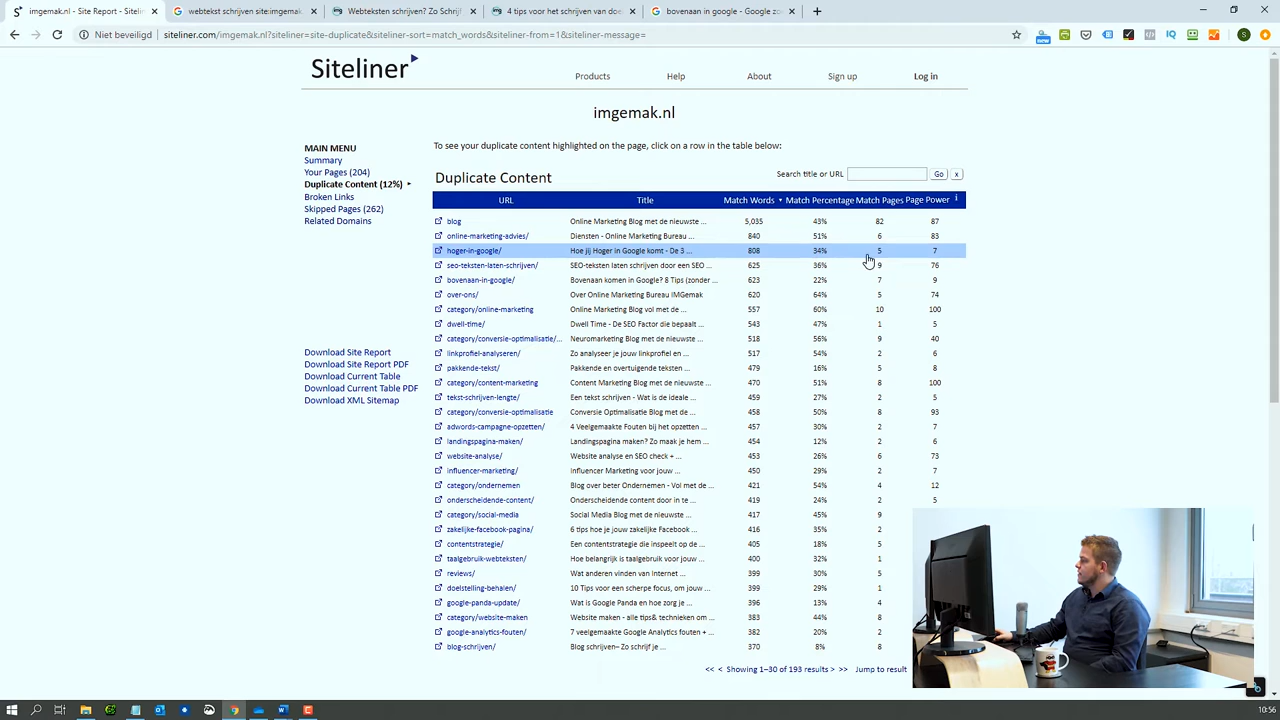 imgemak.nl - Site Report - Sitelin
webtekst schrijven site:imgemak.
Webteksten schrijven? Zo Schrijf
4 tips voor het schrijven van doe
bovenaan in google - Google zo
Niet beveiligd
siteliner.com/imgemak.nl?siteliner=site-duplicate&siteliner-sort=match_words&siteliner-from=1&siteliner-message=
Siteliner
Products Help About Sign up Log in
imgemak.nl
MAIN MENU
Summary
Your Pages (204)
Duplicate Content (12%)
Broken Links
Skipped Pages (262)
Related Domains
Download Site Report
Download Site Report PDF
Download Current Table
Download Current Table PDF
Download XML Sitemap
To see your duplicate content highlighted on the page, click on a row in the table below:
Duplicate Content
Search title or URL Go x
URL Title Match Words Match Percentage Match Pages Page Power i
blog Online Marketing Blog met de nieuwste ... 5,035 43% 82 87
online-marketing-advies/ Diensten - Online Marketing Bureau ... 840 51% 6 83
hoger-in-google/ Hoe jij Hoger in Google komt - De 3 ... 808 34% 5 7
seo-teksten-laten-schrijven/ SEO-teksten laten schrijven door een SEO ... 625 36% 9 76
bovenaan-in-google/ Bovenaan komen in Google? 8 Tips (zonder ... 623 22% 7 9
over-ons/ Over Online Marketing Bureau IMGemak 620 64% 5 74
category/online-marketing Online Marketing Blog vol met de ... 557 60% 10 100
dwell-time/ Dwell Time - De SEO Factor die bepaalt ... 543 47% 1 5
category/conversie-optimalisatie/... Neuromarketing Blog met de nieuwste ... 518 56% 9 40
linkprofiel-analyseren/ Zo analyseer je jouw linkprofiel en ... 517 54% 2 6
pakkende-tekst/ Pakkende en overtuigende teksten ... 479 16% 5 8
category/content-marketing Content Marketing Blog met de nieuwste ... 470 51% 8 100
tekst-schrijven-lengte/ Een tekst schrijven - Wat is de ideale ... 459 27% 2 5
category/conversie-optimalisatie Conversie Optimalisatie Blog met de ... 458 50% 8 93
adwords-campagne-opzetten/ 4 Veelgemaakte Fouten bij het opzetten ... 457 30% 2 7
landingspagina-maken/ Landingspagina maken? Zo maak je hem ... 454 12% 2 6
website-analyse/ Website analyse en SEO check + ... 453 26% 6 73
influencer-marketing/ Influencer Marketing voor jouw ... 450 29% 2 7
category/ondernemen Blog over beter Ondernemen - Vol met de ... 421 54% 4 12
onderscheidende-content/ Onderscheidende content door in te ... 419 24% 2 5
category/social-media Social Media Blog met de nieuwste ... 417 45% 9
zakelijke-facebook-pagina/ 6 tips hoe je jouw zakelijke Facebook ... 416 35% 2
contentstrategie/ Een contentstrategie die inspeelt op de ... 405 18% 5
taalgebruik-webteksten/ Hoe belangrijk is taalgebruik voor jouw ... 400 32% 1
reviews/ Wat anderen vinden van Internet ... 399 30% 5
doelstelling-behalen/ 10 Tips voor een scherpe focus, om jouw ... 399 29% 1
google-panda-update/ Wat is Google Panda en hoe zorg je ... 396 13% 4
category/website-maken Website maken - alle tips& technieken om ... 383 44% 8
google-analytics-fouten/ 7 veelgemaakte Google Analytics fouten + ... 382 20% 2
blog-schrijven/ Blog schrijven– Zo schrijf je ... 370 8% 8
<< < Showing 1–30 of 193 results > >> Jump to result
10:56